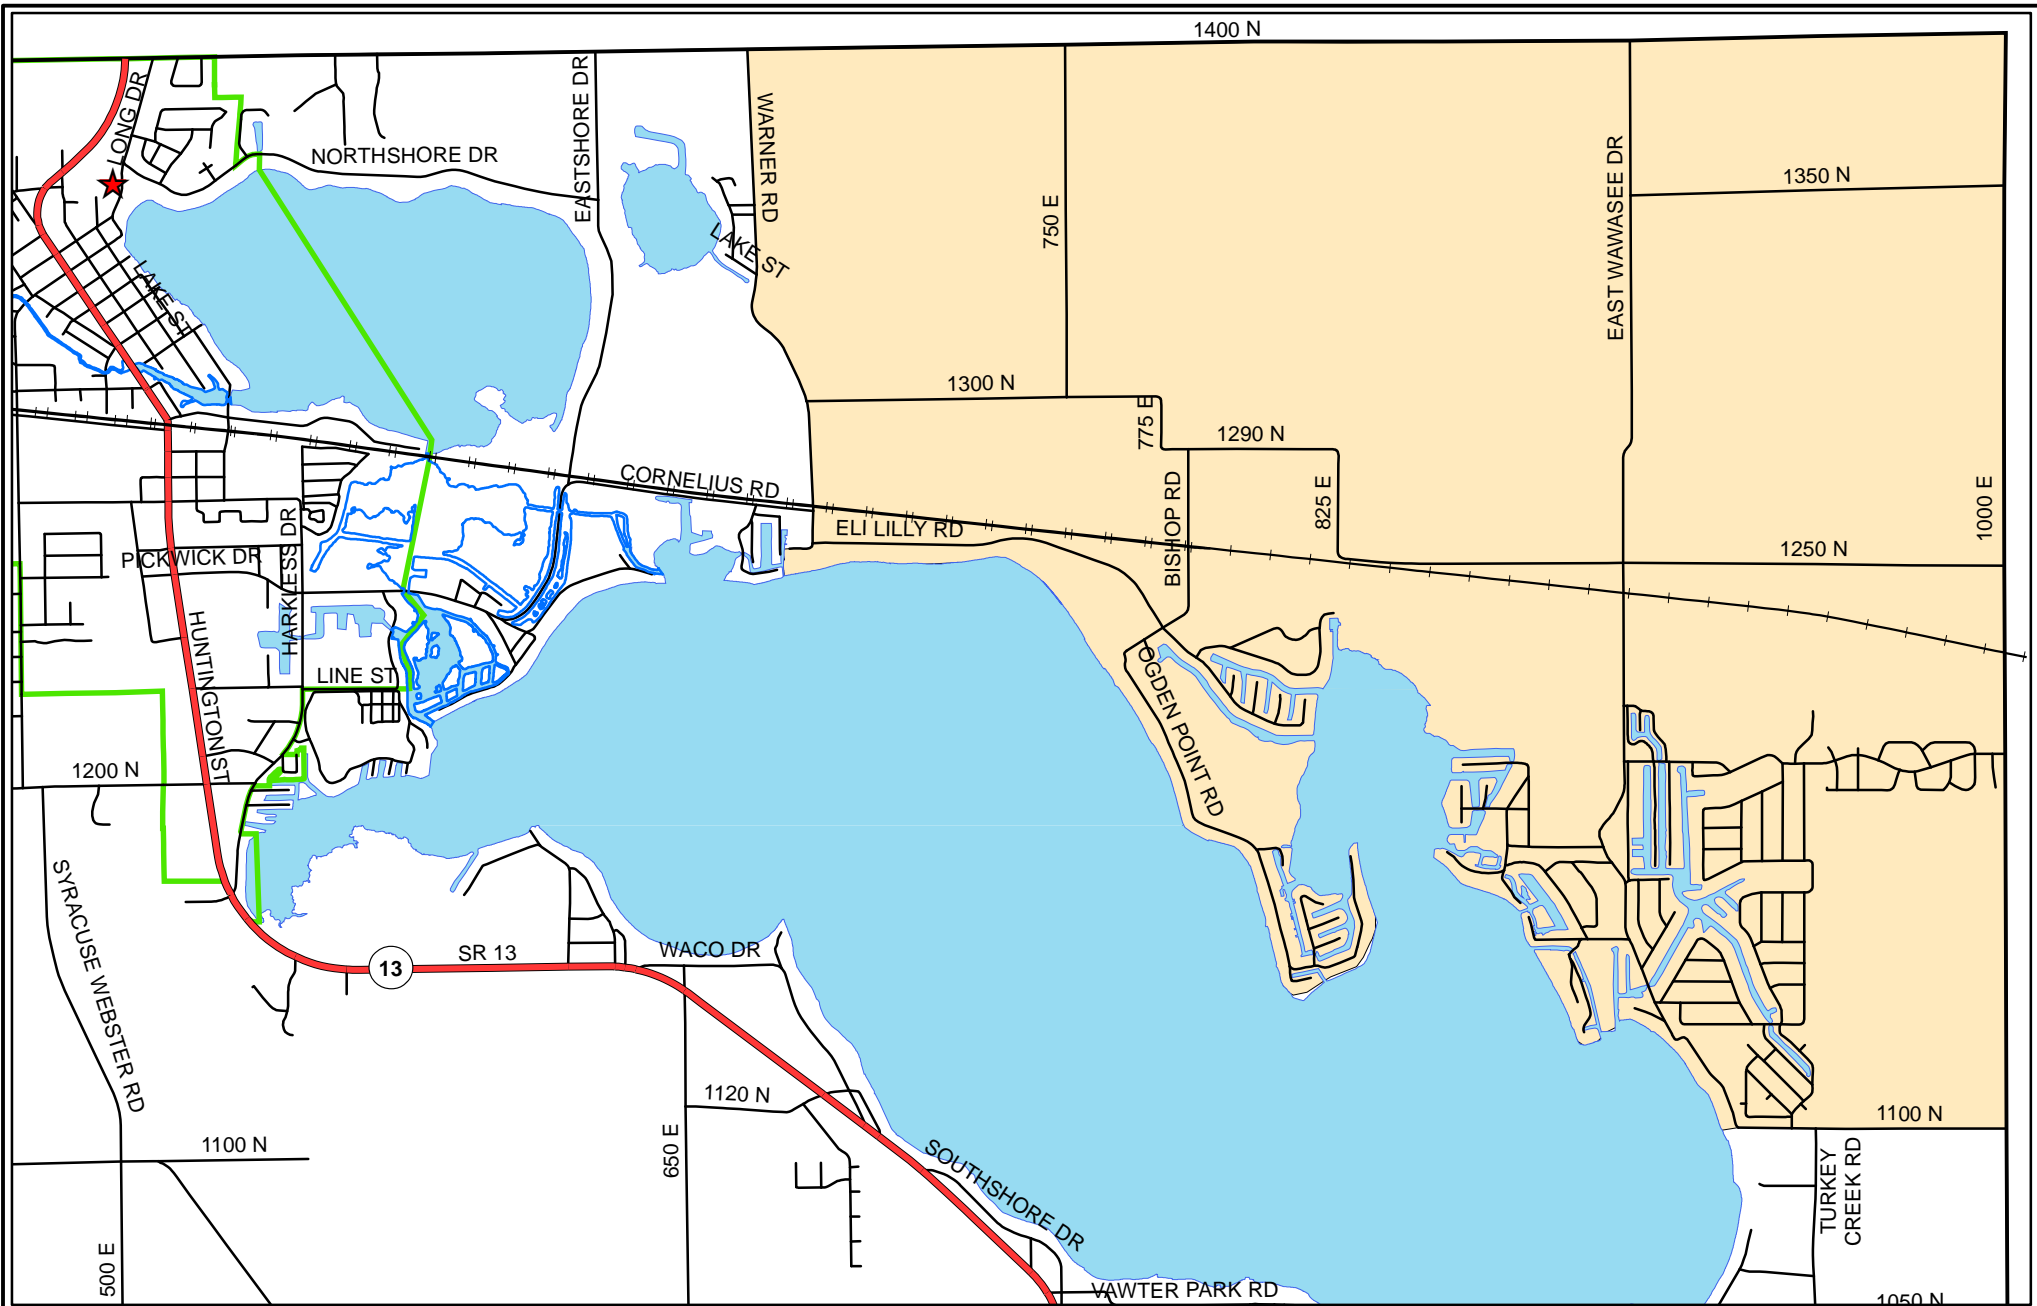 1400 N
LONG DR
NORTHSHORE DR
EASTSHORE DR
WARNER RD
LAKE ST
750 E
EAST WAWASEE DR
1350 N
LAKE ST
1300 N
775 E
1290 N
CORNELIUS RD
ELI LILLY RD
BISHOP RD
825 E
1250 N
1000 E
PICKWICK DR
HARKLESS DR
HUNTINGTON ST
LINE ST
OGDEN POINT RD
1200 N
SYRACUSE WEBSTER RD
13
SR 13
WACO DR
1120 N
1100 N
650 E
500 E
SOUTHSHORE DR
VAWTER PARK RD
1100 N
TURKEY
CREEK RD
1050 N